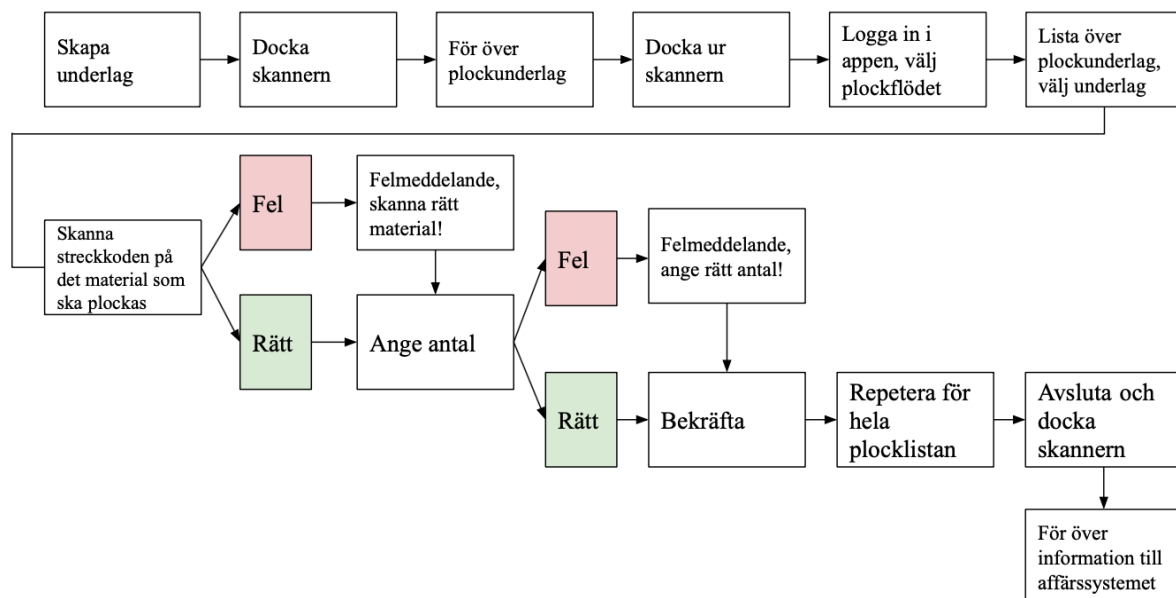 Skapa
underlag
Docka
skannern
För över
plockunderlag
Docka ur
skannern
Logga in i
appen, välj
plockflödet
Lista över
plockunderlag,
välj underlag
Skanna
streckkoden på
det material som
ska plockas
Fel
Felmeddelande,
skanna rätt
material!
Rätt
Ange antal
Fel
Felmeddelande,
ange rätt antal!
Rätt
Bekräfta
Repetera för
hela
plocklistan
Avsluta och
docka
skannern
För över
information till
affärssystemet